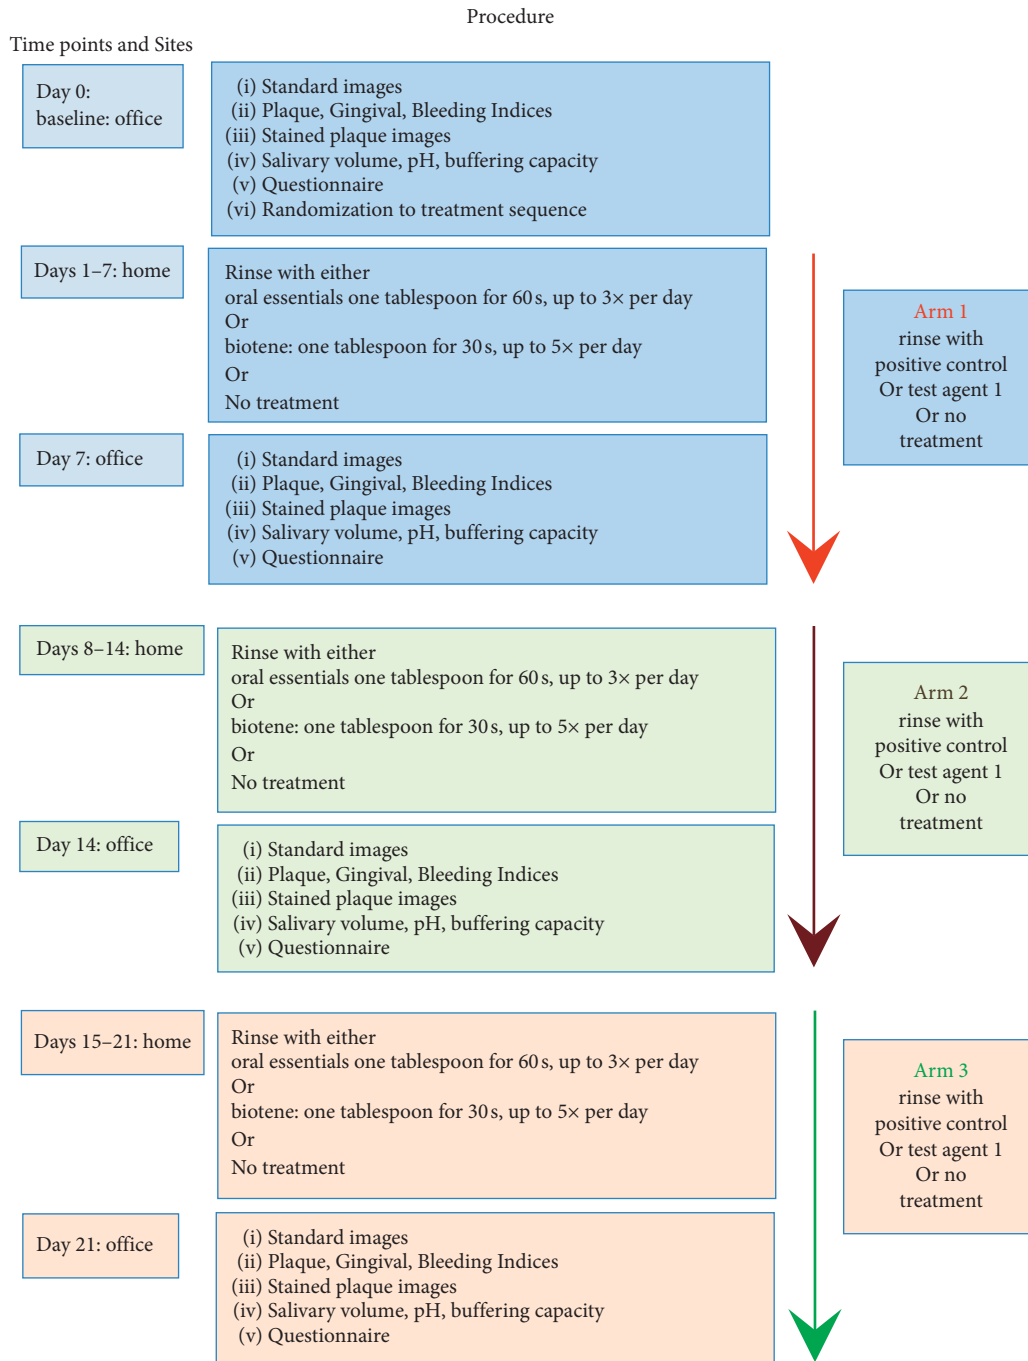 Procedure
Time points and Sites
Day 0:
baseline: office
(i) Standard images
(ii) Plaque, Gingival, Bleeding Indices
(iii) Stained plaque images
(iv) Salivary volume, pH, buffering capacity
(v) Questionnaire
(vi) Randomization to treatment sequence
Days 1–7: home
Rinse with either
oral essentials one tablespoon for 60 s, up to 3× per day
Or
biotene: one tablespoon for 30 s, up to 5× per day
Or
No treatment
Arm 1
rinse with
positive control
Or test agent 1
Or no
treatment
Day 7: office
(i) Standard images
(ii) Plaque, Gingival, Bleeding Indices
(iii) Stained plaque images
(iv) Salivary volume, pH, buffering capacity
(v) Questionnaire
Days 8–14: home
Rinse with either
oral essentials one tablespoon for 60 s, up to 3× per day
Or
biotene: one tablespoon for 30 s, up to 5× per day
Or
No treatment
Arm 2
rinse with
positive control
Or test agent 1
Or no
treatment
Day 14: office
(i) Standard images
(ii) Plaque, Gingival, Bleeding Indices
(iii) Stained plaque images
(iv) Salivary volume, pH, buffering capacity
(v) Questionnaire
Days 15–21: home
Rinse with either
oral essentials one tablespoon for 60 s, up to 3× per day
Or
biotene: one tablespoon for 30 s, up to 5× per day
Or
No treatment
Arm 3
rinse with
positive control
Or test agent 1
Or no
treatment
Day 21: office
(i) Standard images
(ii) Plaque, Gingival, Bleeding Indices
(iii) Stained plaque images
(iv) Salivary volume, pH, buffering capacity
(v) Questionnaire